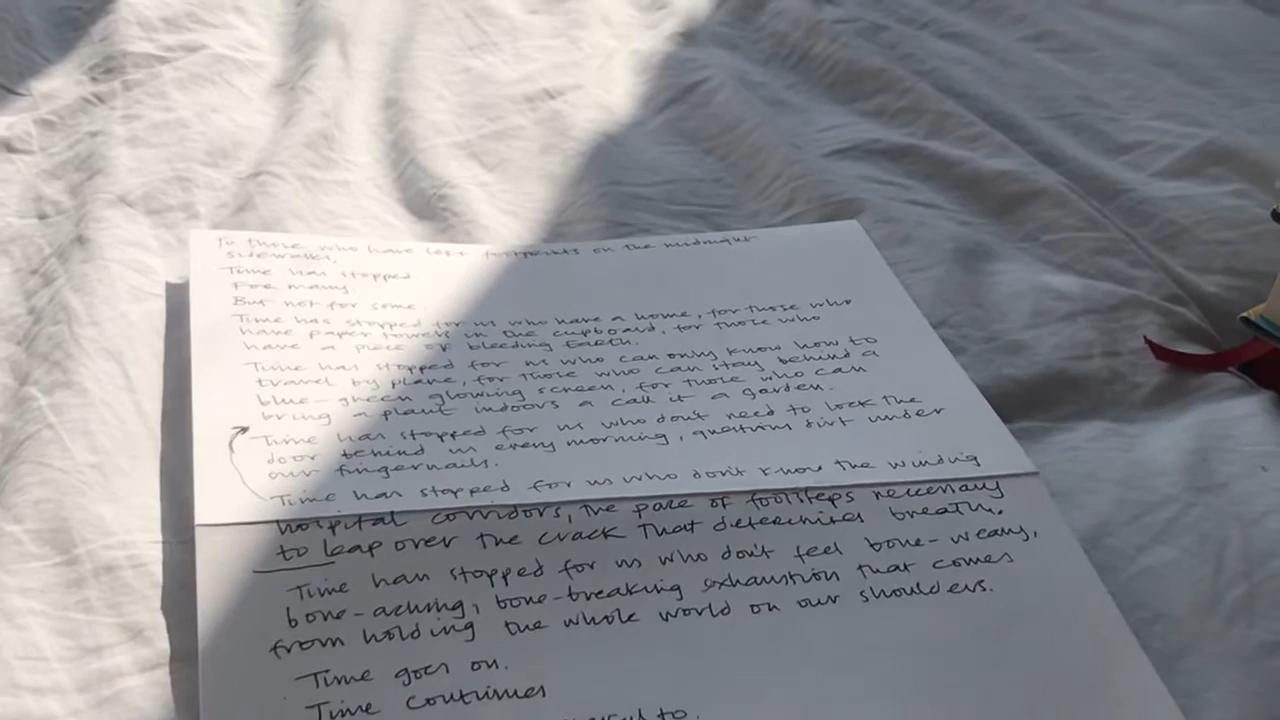 To those who have left footprints on the midnight
sidewalks,
Time has stopped
For many.
But not for some.
Time has stopped for us who have a home, for those who
have paper towels in the cupboard, for those who
have a piece of bleeding Earth.
Time has stopped for us who can only know how to
travel by plane, for those who can stay behind a
blue-green glowing screen, for those who can
bring a plant indoors & call it a garden.
Time has stopped for us who don't need to lock the
door behind us every morning, question dirt under
our fingernails.
Time has stopped for us who don't know the winding
hospital corridors, the pace of footsteps necessary
to leap over the crack that determines breath.
Time has stopped for us who don't feel bone-weary,
bone-aching, bone-breaking exhaustion that comes
from holding the whole world on our shoulders.
Time goes on.
Time continues
to.